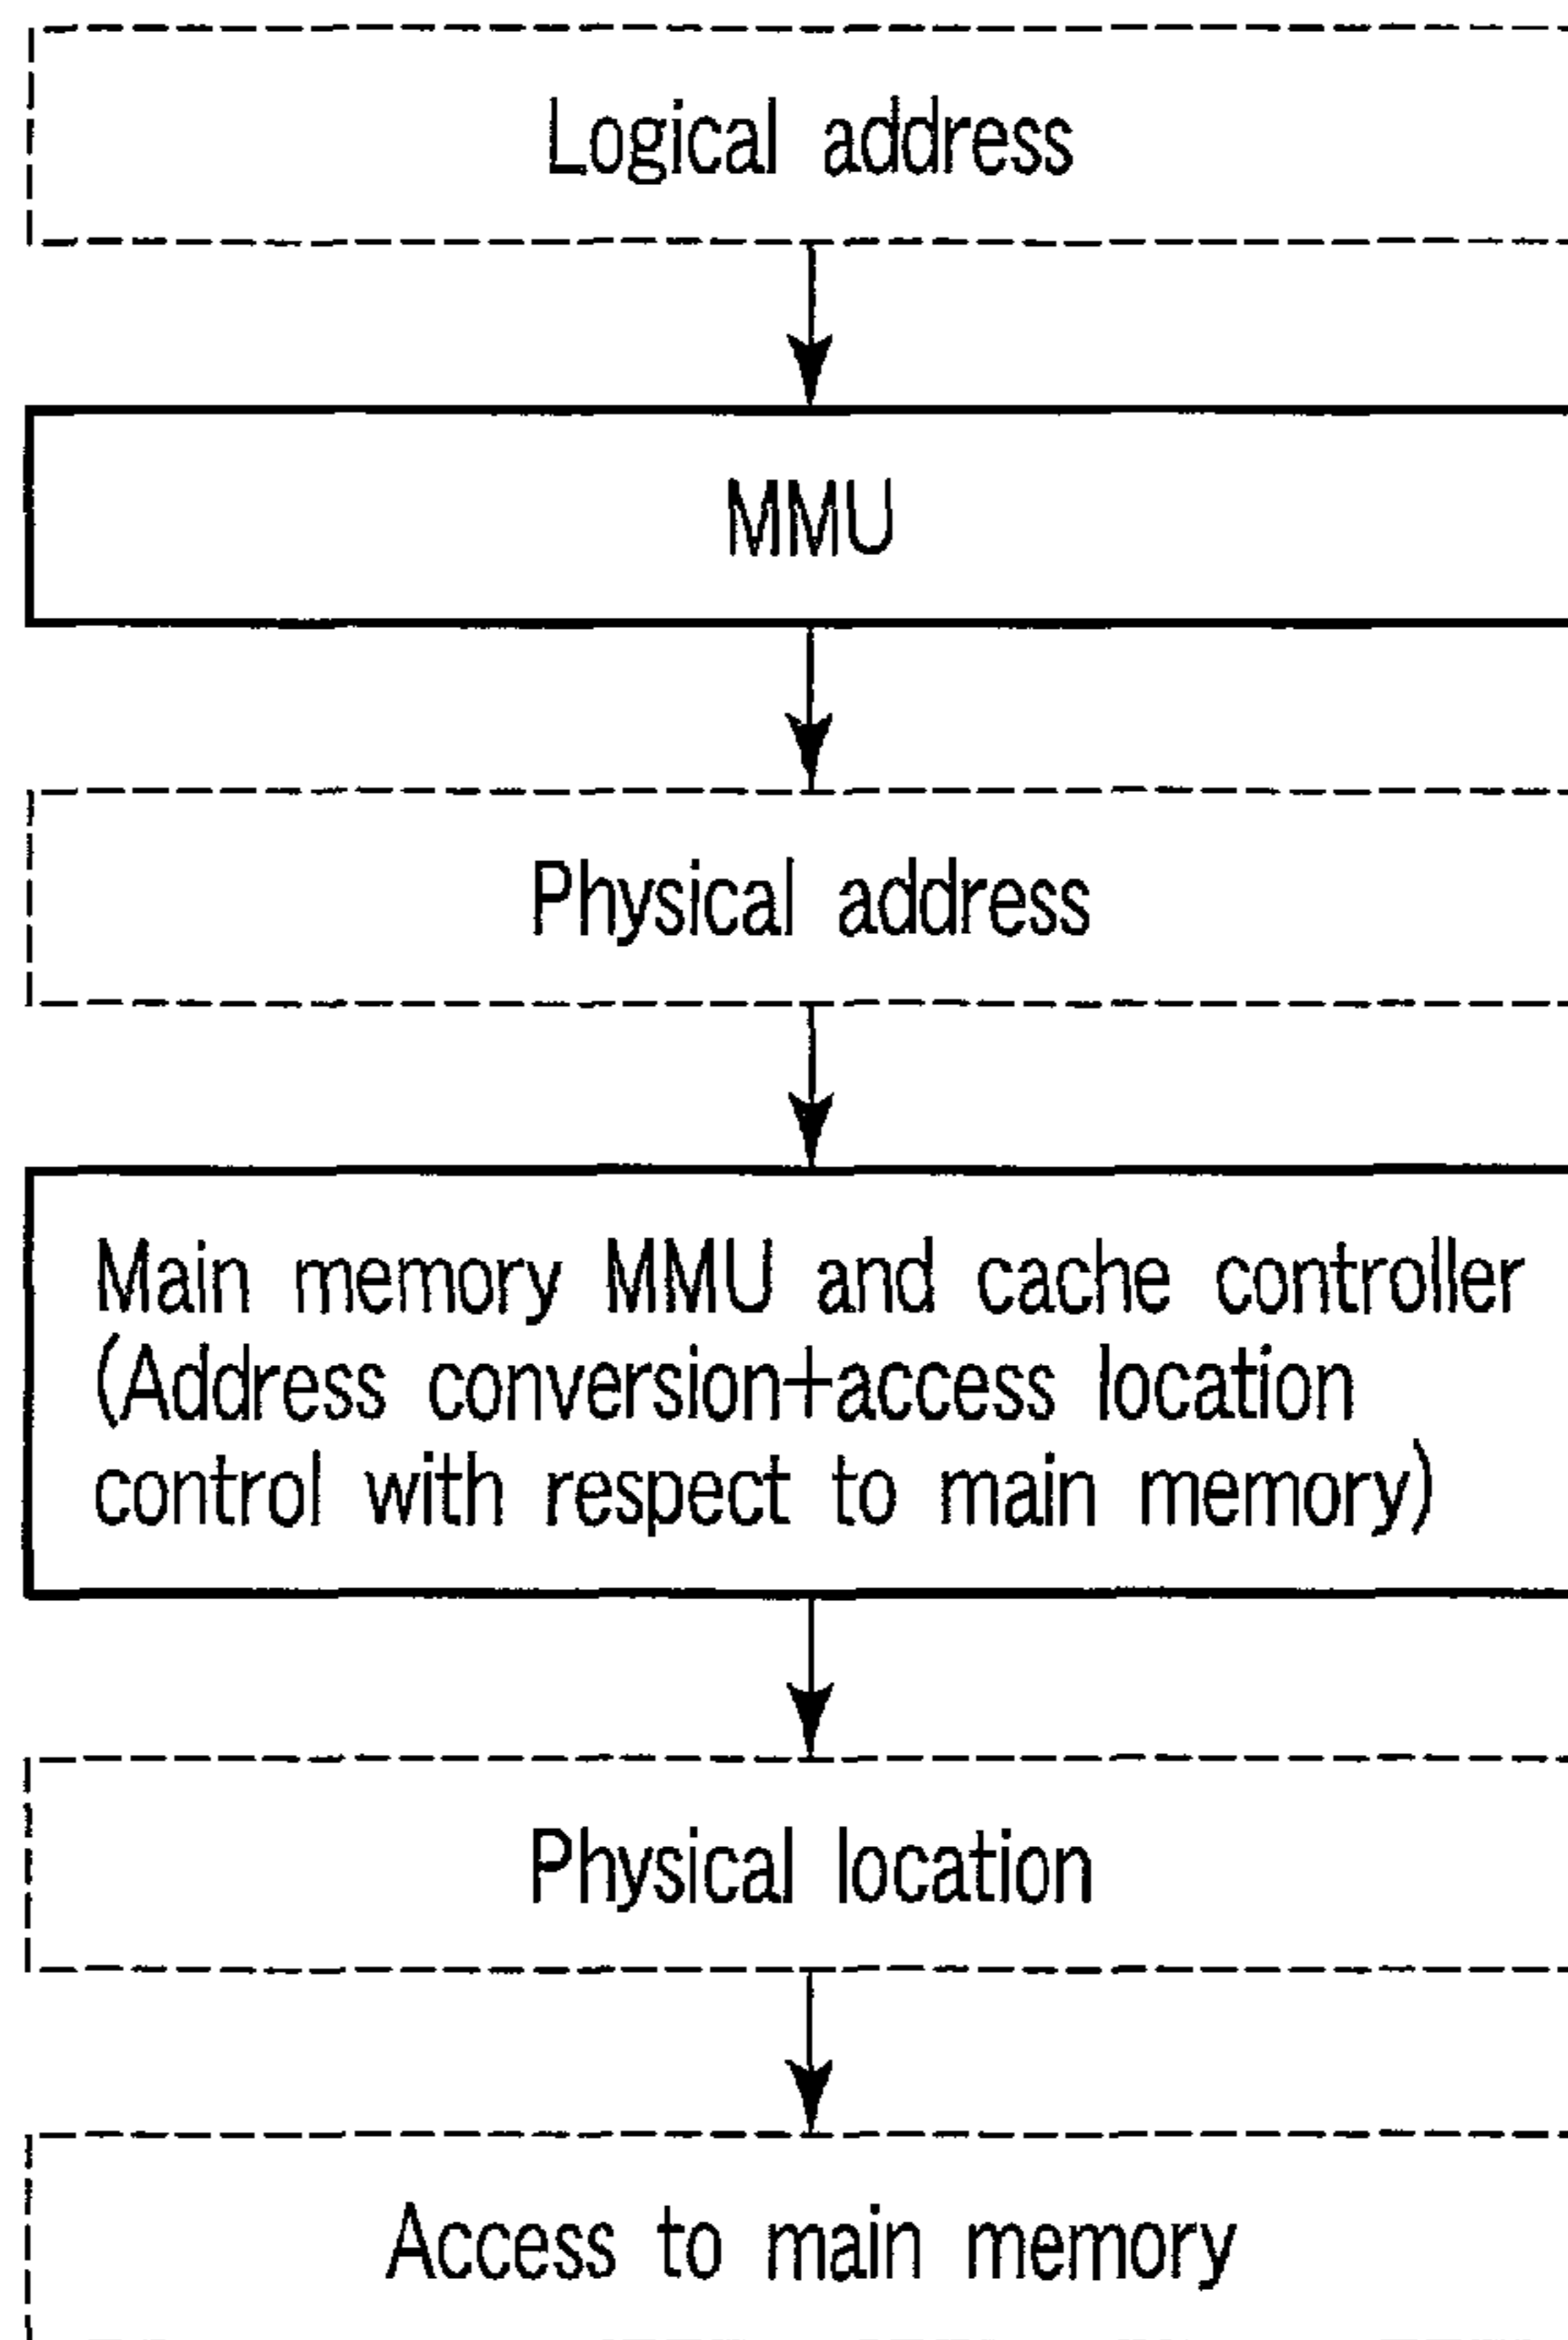 Logical address
MMU
Physical address
Main memory MMU and cache controller
(Address conversion+access location
control with respect to main memory)
Physical location
Access to main memory